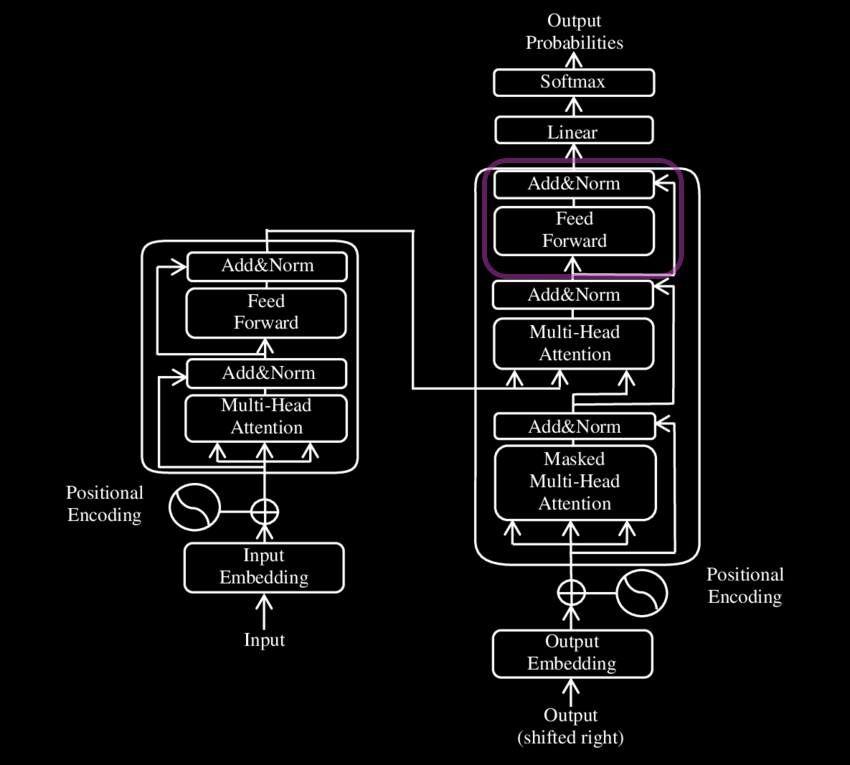 Output
Probabilities
Softmax
Linear
Add&Norm
Feed
Forward
Add&Norm
Multi-Head
Attention
Add&Norm
Masked
Multi-Head
Attention
Positional
Encoding
Output
Embedding
Output
(shifted right)
Add&Norm
Feed
Forward
Add&Norm
Multi-Head
Attention
Positional
Encoding
Input
Embedding
Input